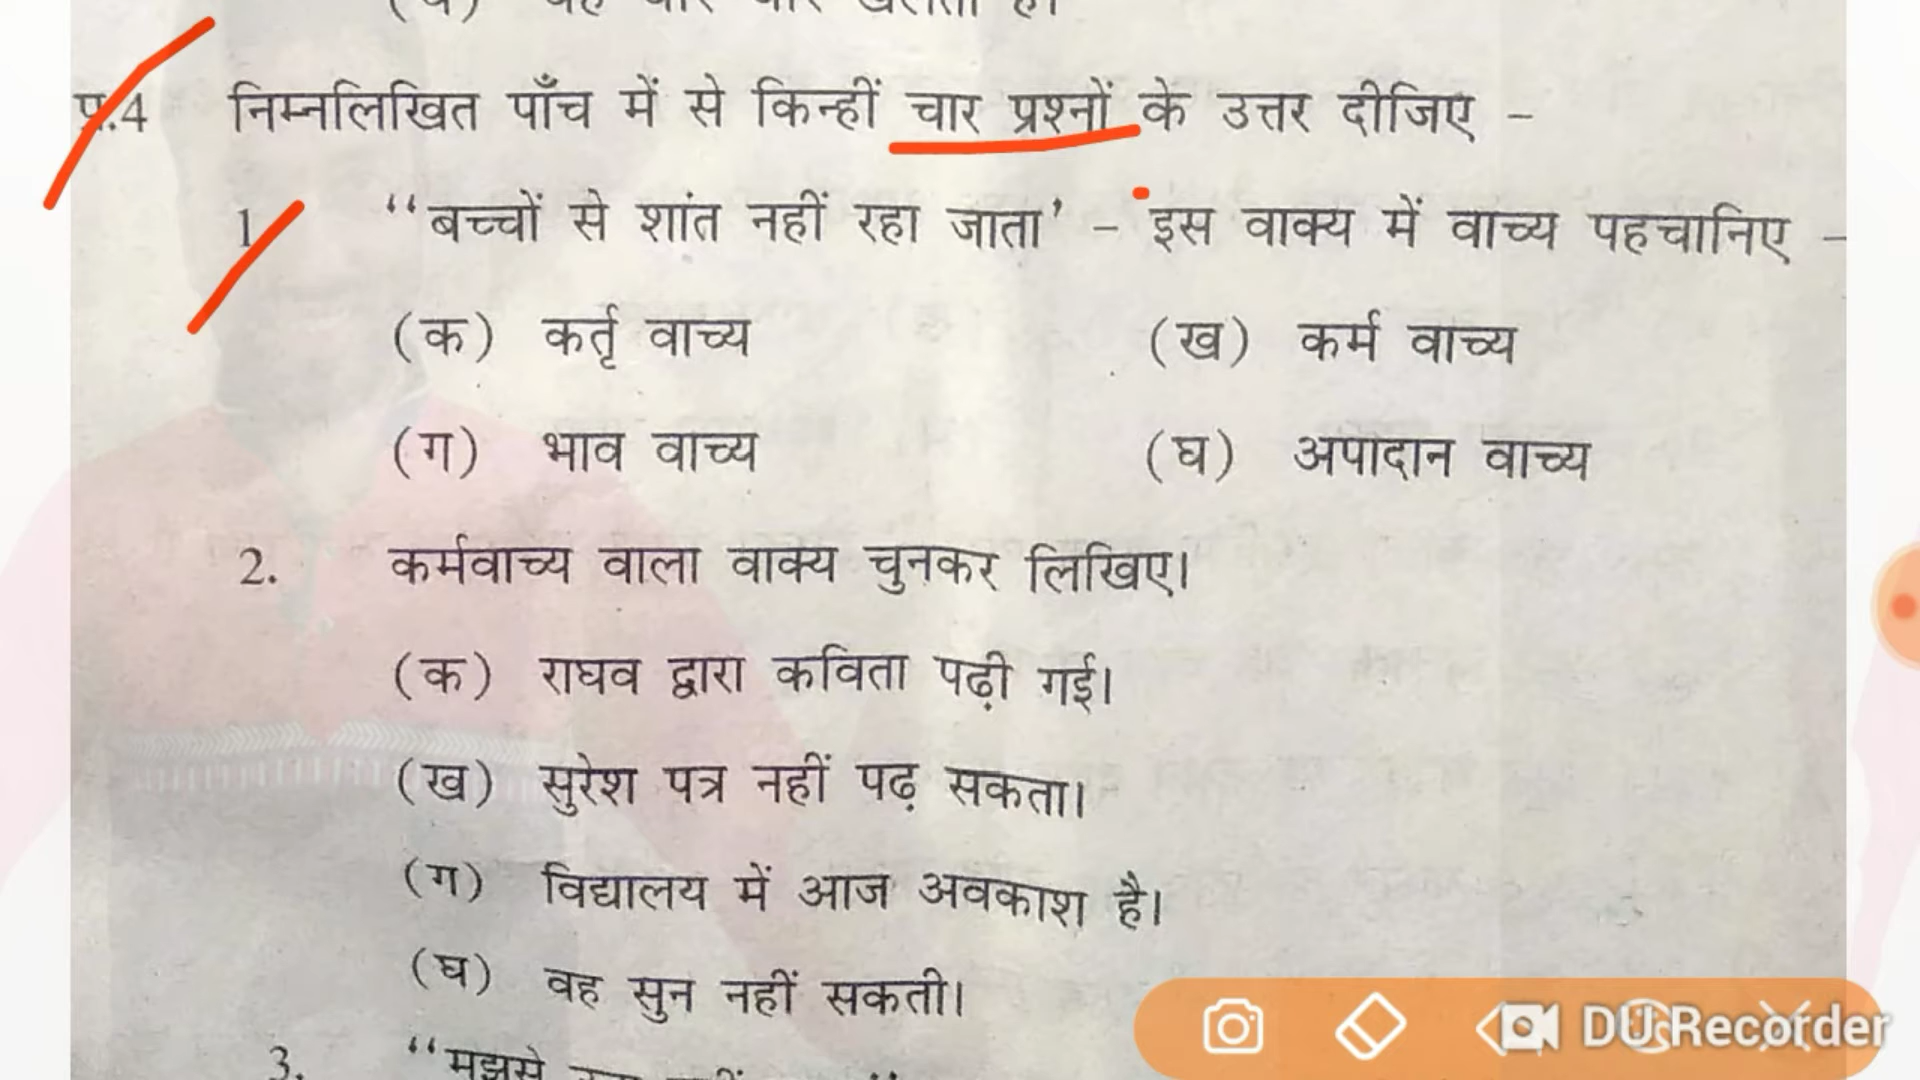 प्र.4 निम्नलिखित पाँच में से किन्हीं चार प्रश्नों के उत्तर दीजिए –
1 “बच्चों से शांत नहीं रहा जाता’ – इस वाक्य में वाच्य पहचानिए –
(क) कर्तृ वाच्य (ख) कर्म वाच्य
(ग) भाव वाच्य (घ) अपादान वाच्य
2. कर्मवाच्य वाला वाक्य चुनकर लिखिए।
(क) राघव द्वारा कविता पढ़ी गई।
(ख) सुरेश पत्र नहीं पढ़ सकता।
(ग) विद्यालय में आज अवकाश है।
(घ) वह सुन नहीं सकती।
3. “मुझसे
DU Recorder